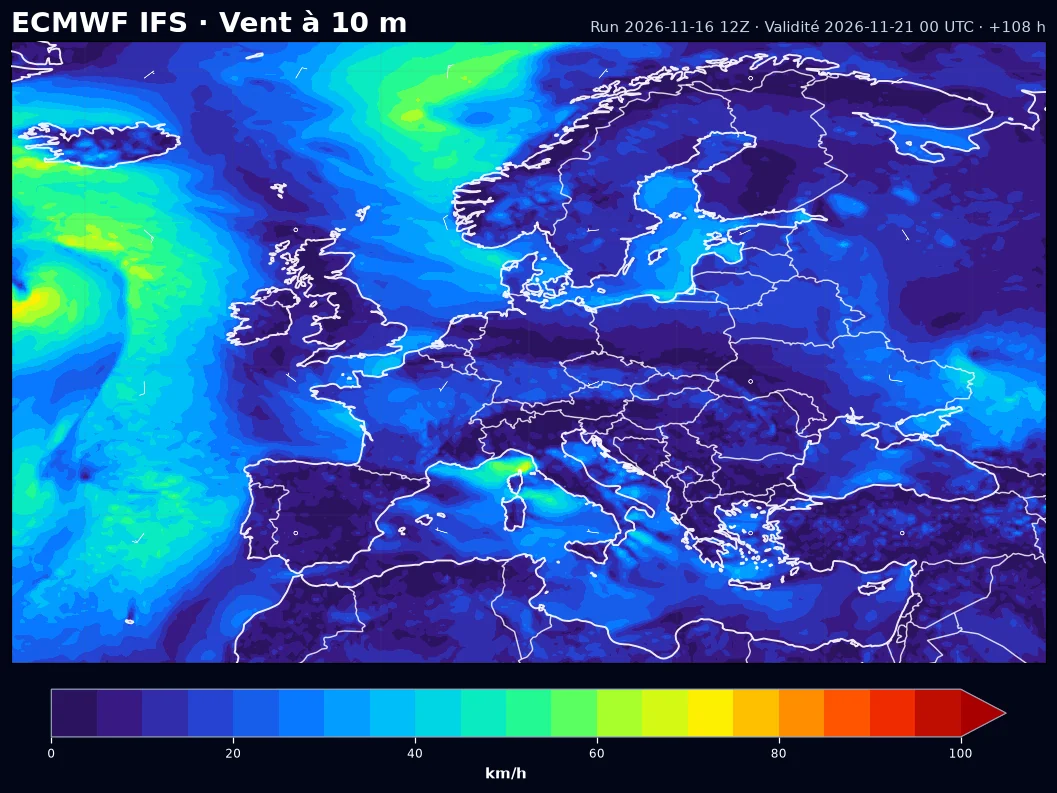 ECMWF IFS · Vent à 10 m
Run 2026-11-16 12Z · Validité 2026-11-21 00 UTC · +108 h
0 20 40 60 80 100
km/h